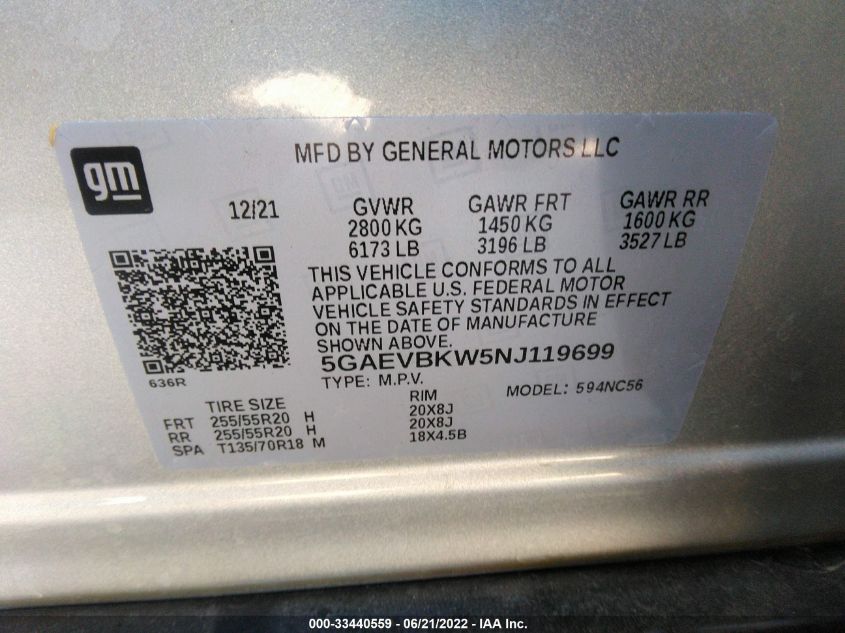 gm
MFD BY GENERAL MOTORS LLC
12/21 GVWR GAWR FRT GAWR RR
2800 KG 1450 KG 1600 KG
6173 LB 3196 LB 3527 LB
THIS VEHICLE CONFORMS TO ALL
APPLICABLE U.S. FEDERAL MOTOR
VEHICLE SAFETY STANDARDS IN EFFECT
ON THE DATE OF MANUFACTURE
SHOWN ABOVE.
636R 5GAEVBKW5NJ119699
TYPE: M.P.V. MODEL: 594NC56
TIRE SIZE RIM
FRT 255/55R20 H 20X8J
RR 255/55R20 H 20X8J
SPA T135/70R18 M 18X4.5B
000-33440559 - 06/21/2022 - IAA Inc.